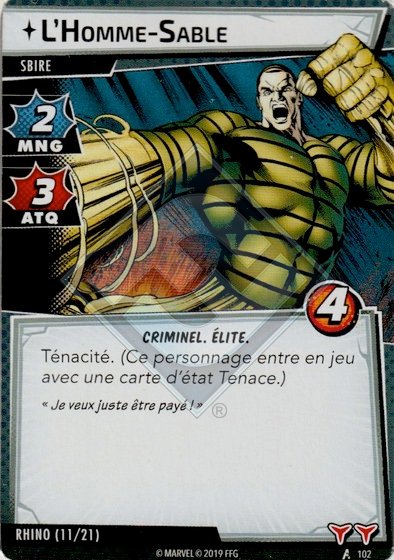 L'Homme-Sable
SBIRE
2
MNG
3
ATQ
4
CRIMINEL. ÉLITE.
Ténacité. (Ce personnage entre en jeu
avec une carte d'état Tenace.)
« Je veux juste être payé ! »
®
RHINO (11/21)
© MARVEL © 2019 FFG
102